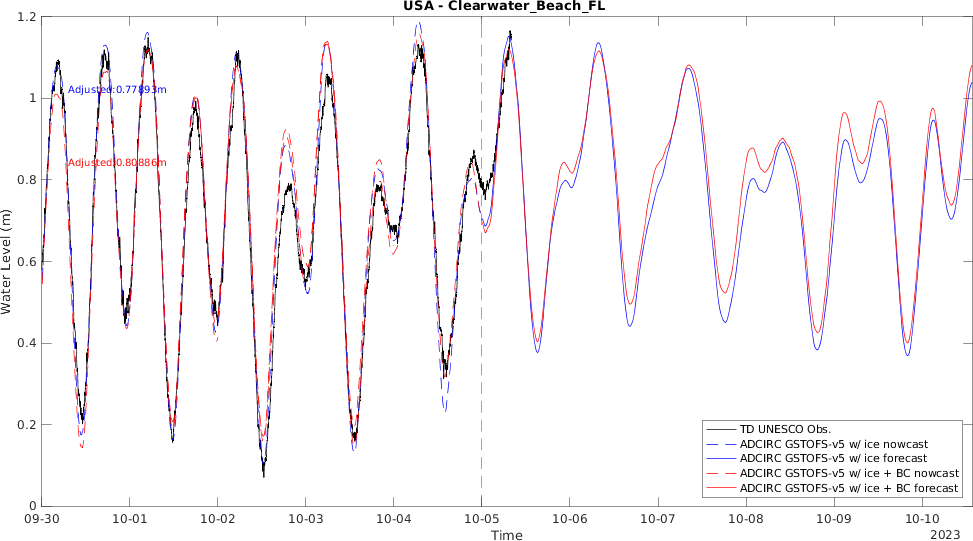 USA - Clearwater_Beach_FL
1.2
1
0.8
0.6
0.4
0.2
0
Water Level (m)
Adjusted:0.77893m
Adjusted:0.80886m
TD UNESCO Obs.
ADCIRC GSTOFS-v5 w/ ice nowcast
ADCIRC GSTOFS-v5 w/ ice forecast
ADCIRC GSTOFS-v5 w/ ice + BC nowcast
ADCIRC GSTOFS-v5 w/ ice + BC forecast
09-30 10-01 10-02 10-03 10-04 10-05 10-06 10-07 10-08 10-09 10-10
Time
2023